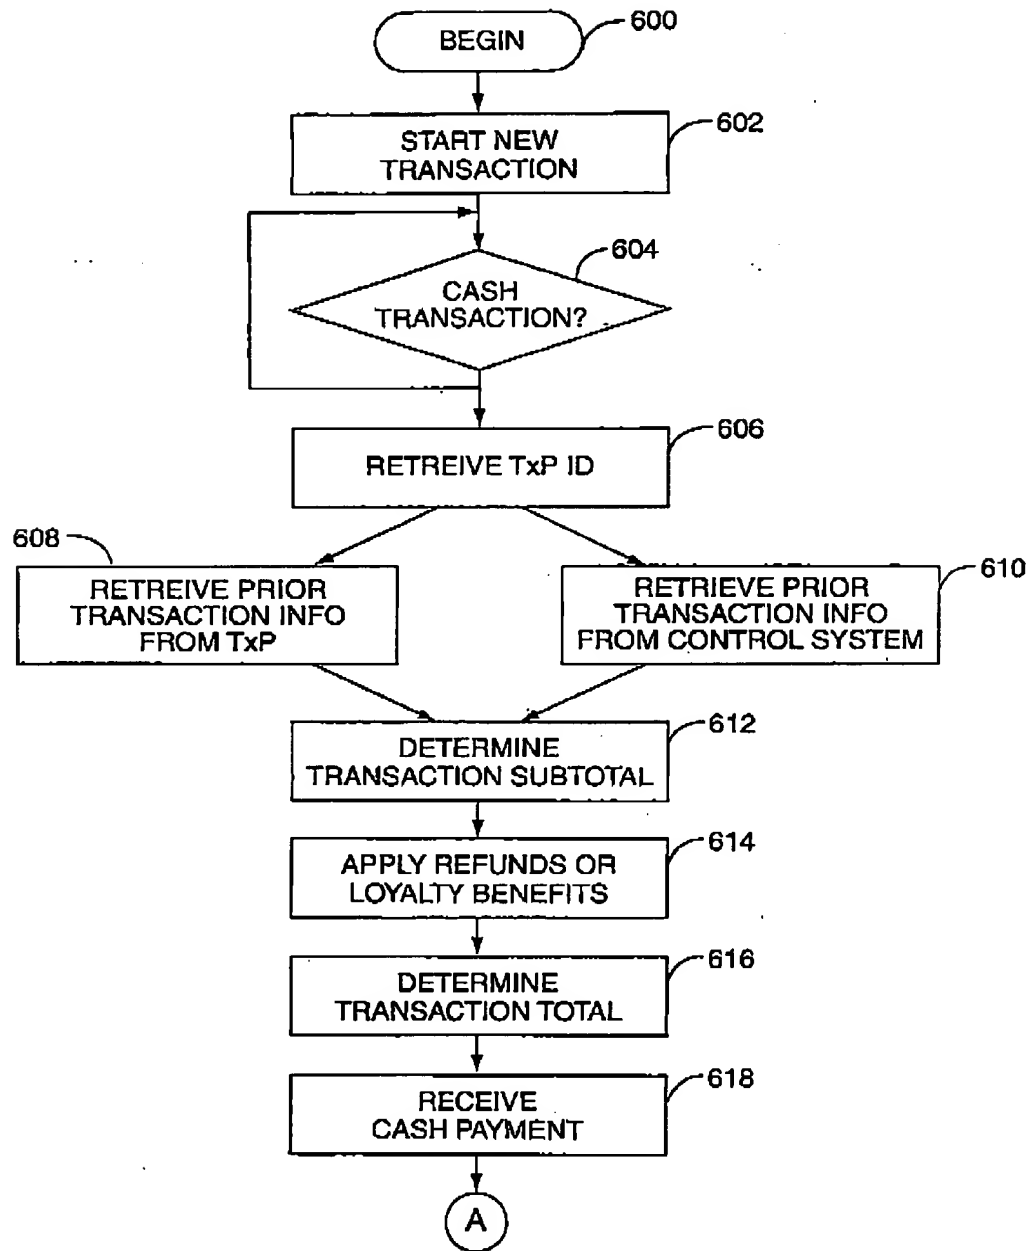 BEGIN
600
START NEW
TRANSACTION
602
CASH
TRANSACTION?
604
RETREIVE TxP ID
606
608
RETREIVE PRIOR
TRANSACTION INFO
FROM TxP
RETRIEVE PRIOR
TRANSACTION INFO
FROM CONTROL SYSTEM
610
DETERMINE
TRANSACTION SUBTOTAL
612
APPLY REFUNDS OR
LOYALTY BENEFITS
614
DETERMINE
TRANSACTION TOTAL
616
RECEIVE
CASH PAYMENT
618
A